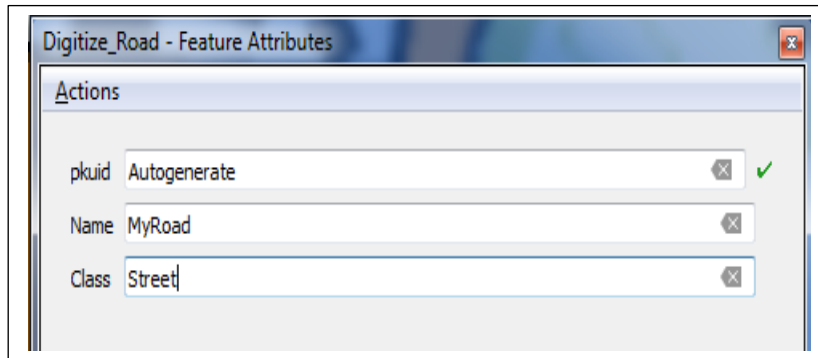 Digitize_Road - Feature Attributes
Actions
pkuid Autogenerate
Name MyRoad
Class Street